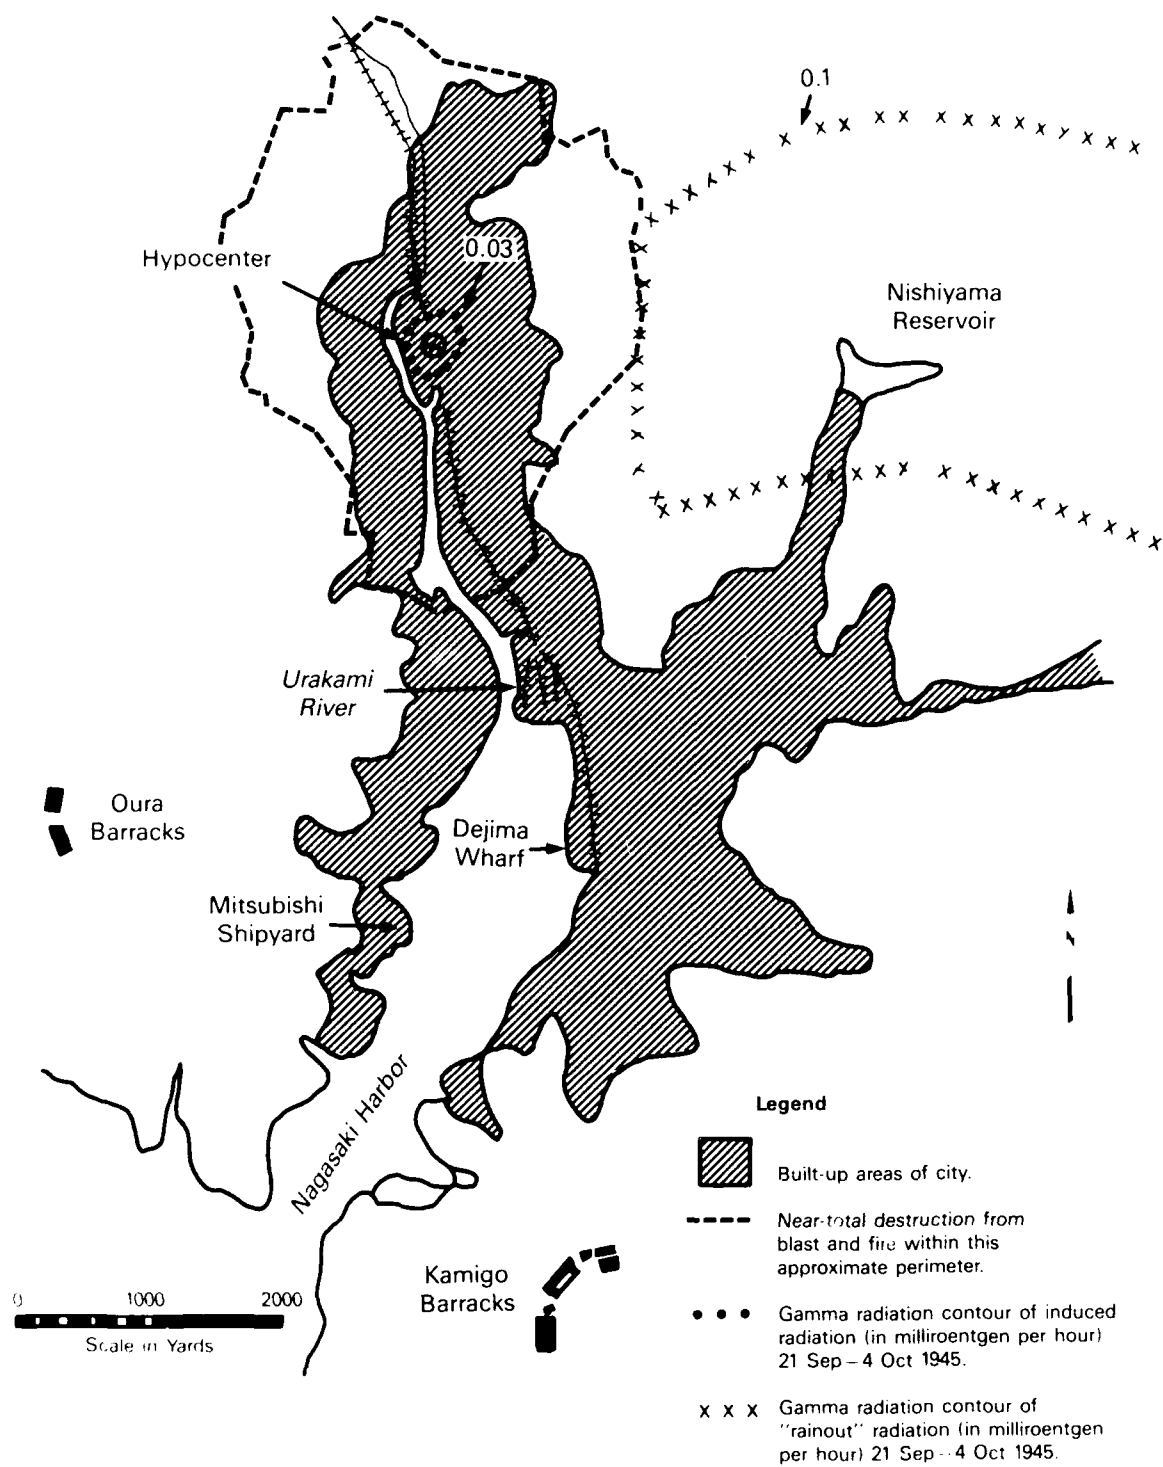 0.1
0.03
Hypocenter
Nishiyama
Reservoir
Urakami
River
Oura
Barracks
Dejima
Wharf
Mitsubishi
Shipyard
Nagasaki Harbor
Legend
Built-up areas of city.
Near-total destruction from
blast and fire within this
approximate perimeter.
Kamigo
Barracks
0 1000 2000
Scale in Yards
Gamma radiation contour of induced
radiation (in milliroentgen per hour)
21 Sep – 4 Oct 1945.
x x x Gamma radiation contour of
"rainout" radiation (in milliroentgen
per hour) 21 Sep - 4 Oct 1945.